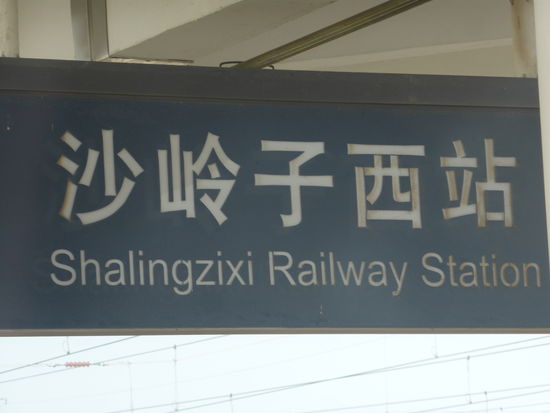 沙岭子西站
Shalingzixi Railway Station